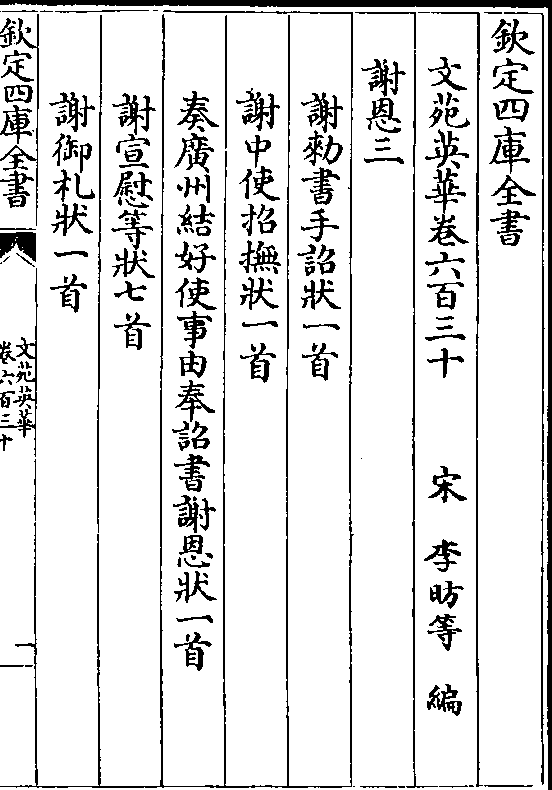 欽定四庫全書
文苑英華卷六百三十 宋 李昉等 編
謝恩三
謝勅書手詔狀一首
謝中使招撫狀一首
奏廣州結好使事由奉詔書謝恩狀一首
謝宣慰等狀七首
謝御札狀一首
欽定四庫全書
文苑英華
卷六百三十
一